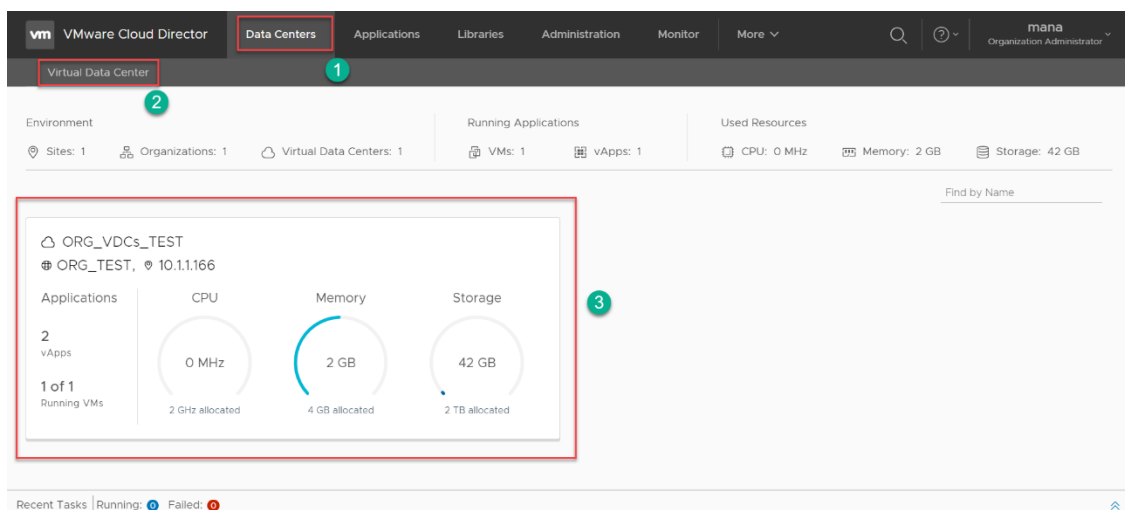 vm VMware Cloud Director Data Centers Applications Libraries Administration Monitor More mana
Organization Administrator
Virtual Data Center
1
2
Environment Running Applications Used Resources
Sites: 1 Organizations: 1 Virtual Data Centers: 1 VMs: 1 vApps: 1 CPU: 0 MHz Memory: 2 GB Storage: 42 GB
Find by Name
ORG_VDCs_TEST
ORG_TEST, 10.1.1.166
Applications CPU Memory Storage
3
2
vApps
0 MHz 2 GB 42 GB
1 of 1
Running VMs
2 GHz allocated 4 GB allocated 2 TB allocated
Recent Tasks Running: 0 Failed: 0